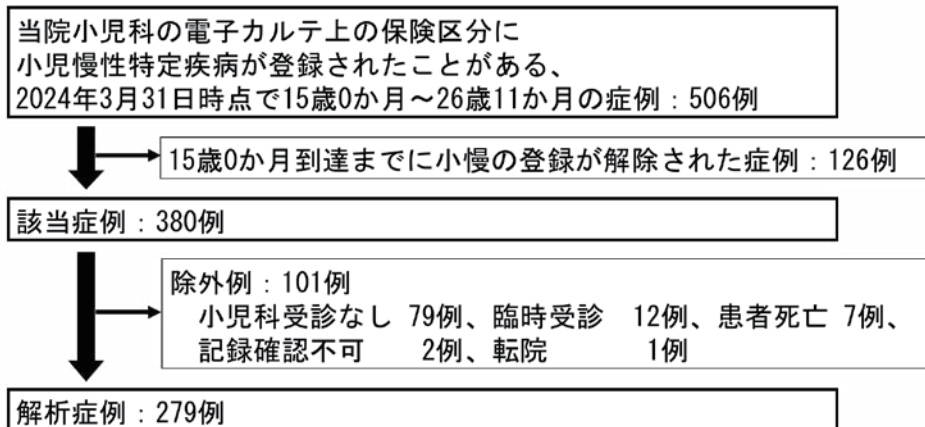 当院小児科の電子カルテ上の保険区分に
小児慢性特定疾病が登録されたことがある、
2024年3月31日時点で15歳0か月～26歳11か月の症例：506例
15歳0か月到達までに小慢の登録が解除された症例：126例
該当症例：380例
除外例：101例
小児科受診なし 79例、臨時受診 12例、患者死亡 7例、
記録確認不可 2例、転院 1例
解析症例：279例